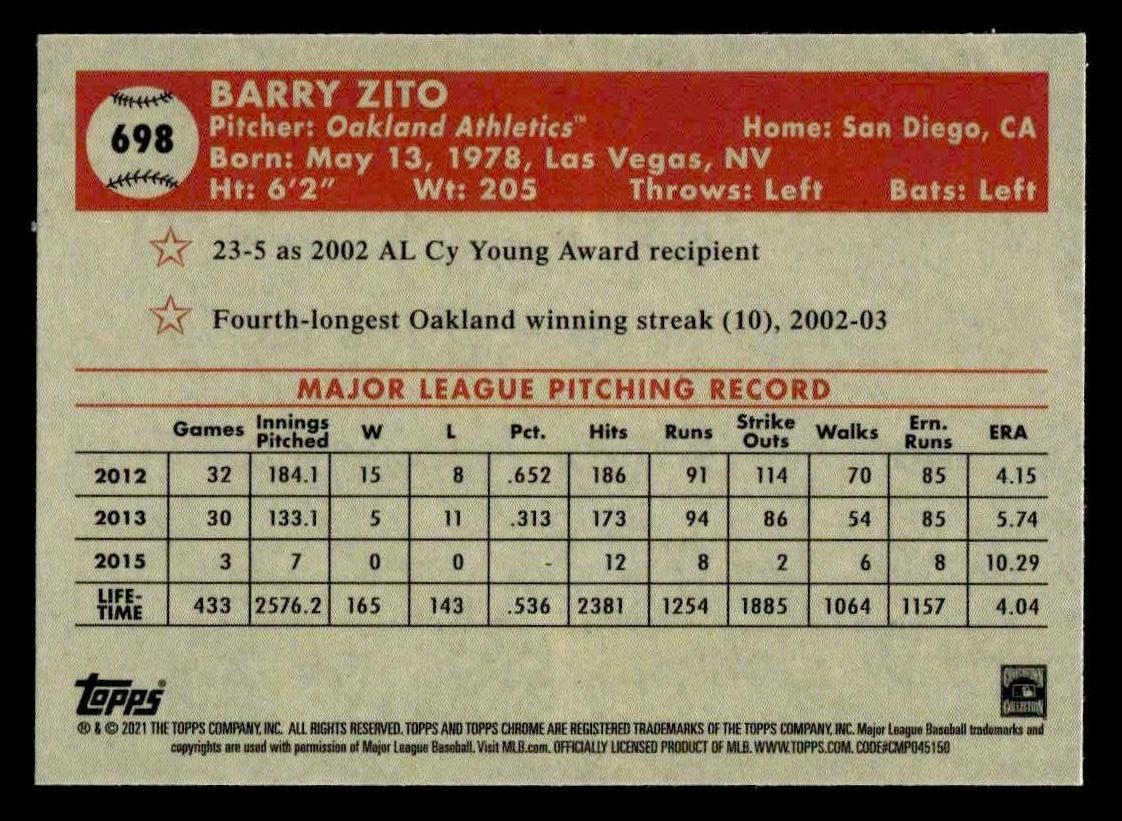 698
BARRY ZITO
Pitcher: Oakland Athletics™ Home: San Diego, CA
Born: May 13, 1978, Las Vegas, NV
Ht: 6'2" Wt: 205 Throws: Left Bats: Left
23-5 as 2002 AL Cy Young Award recipient
Fourth-longest Oakland winning streak (10), 2002-03
MAJOR LEAGUE PITCHING RECORD
Games Innings Pitched W L Pct. Hits Runs Strike Outs Walks Ern. Runs ERA
2012 32 184.1 15 8 .652 186 91 114 70 85 4.15
2013 30 133.1 5 11 .313 173 94 86 54 85 5.74
2015 3 7 0 0 - 12 8 2 6 8 10.29
LIFE-TIME 433 2576.2 165 143 .536 2381 1254 1885 1064 1157 4.04
Topps®
® & © 2021 THE TOPPS COMPANY, INC. ALL RIGHTS RESERVED. TOPPS AND TOPPS CHROME ARE REGISTERED TRADEMARKS OF THE TOPPS COMPANY, INC. Major League Baseball trademarks and
copyrights are used with permission of Major League Baseball. Visit MLB.com. OFFICIALLY LICENSED PRODUCT OF MLB. WWW.TOPPS.COM. CODE#CMP045150
COOPERSTOWN
COLLECTION